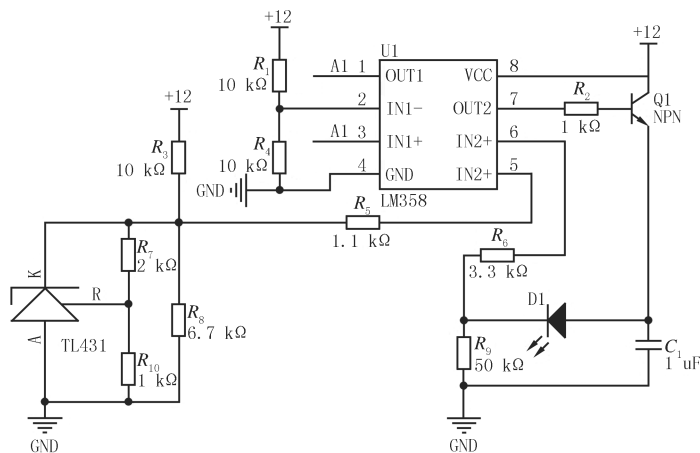 +12
+12
U1
R1
10 kΩ
A1 1
OUT1
VCC
8
R2
1 kΩ
Q1
NPN
+12
2
IN1-
OUT2
7
R3
10 kΩ
R4
10 kΩ
A1 3
IN1+
IN2+
6
4
GND
IN2+
5
GND
LM358
R5
1.1 kΩ
R6
3.3 kΩ
K
R7
2 kΩ
R
R8
6.7 kΩ
D1
A
TL431
R10
1 kΩ
R9
50 kΩ
C1
1 uF
GND
GND